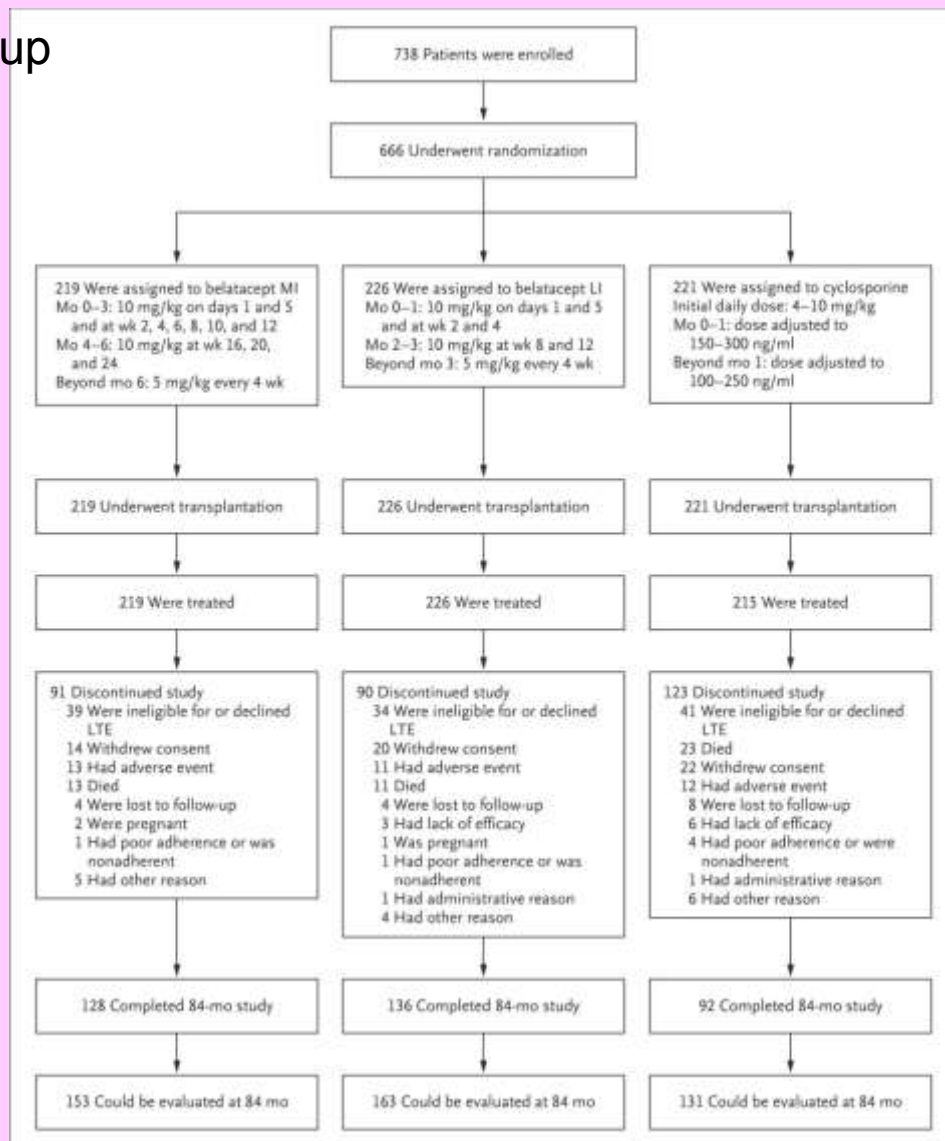 up
738 Patients were enrolled
666 Underwent randomization
219 Were assigned to belatacept MI
Mo 0–3: 10 mg/kg on days 1 and 5
and at wk 2, 4, 6, 8, 10, and 12
Mo 4–6: 10 mg/kg at wk 16, 20,
and 24
Beyond mo 6: 5 mg/kg every 4 wk
226 Were assigned to belatacept LI
Mo 0–1: 10 mg/kg on days 1 and 5
and at wk 2 and 4
Mo 2–3: 10 mg/kg at wk 8 and 12
Beyond mo 3: 5 mg/kg every 4 wk
221 Were assigned to cyclosporine
Initial daily dose: 4–10 mg/kg
Mo 0–1: dose adjusted to
150–300 ng/ml
Beyond mo 1: dose adjusted to
100–250 ng/ml
219 Underwent transplantation
226 Underwent transplantation
221 Underwent transplantation
219 Were treated
226 Were treated
215 Were treated
91 Discontinued study
39 Were ineligible for or declined
LTE
14 Withdrew consent
13 Had adverse event
13 Died
4 Were lost to follow-up
2 Were pregnant
1 Had poor adherence or was
nonadherent
5 Had other reason
90 Discontinued study
34 Were ineligible for or declined
LTE
20 Withdrew consent
11 Had adverse event
11 Died
4 Were lost to follow-up
3 Had lack of efficacy
1 Was pregnant
1 Had poor adherence or was
nonadherent
1 Had administrative reason
4 Had other reason
123 Discontinued study
41 Were ineligible for or declined
LTE
23 Died
22 Withdrew consent
12 Had adverse event
8 Were lost to follow-up
6 Had lack of efficacy
4 Had poor adherence or were
nonadherent
1 Had administrative reason
6 Had other reason
128 Completed 84-mo study
136 Completed 84-mo study
92 Completed 84-mo study
153 Could be evaluated at 84 mo
163 Could be evaluated at 84 mo
131 Could be evaluated at 84 mo